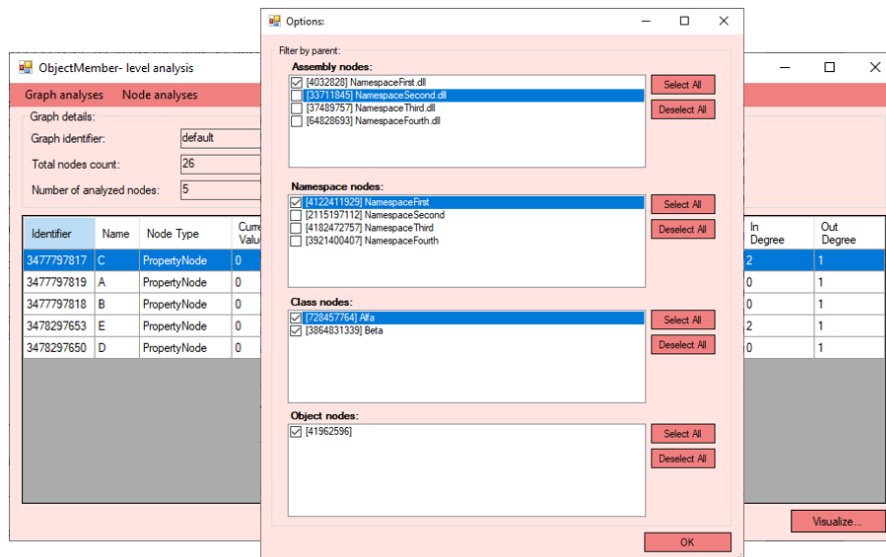 Options:
Filter by parent:
Assembly nodes:
[4032828] NamespaceFirst.dll
[33711845] NamespaceSecond.dll
[37489757] NamespaceThird.dll
[64828693] NamespaceFourth.dll
Select All
Deselect All
Namespace nodes:
[4122411929] NamespaceFirst
[2115197112] NamespaceSecond
[4182472757] NamespaceThird
[3921400407] NamespaceFourth
Select All
Deselect All
Class nodes:
[728457764] Alfa
[3864831339] Beta
Select All
Deselect All
Object nodes:
[41962596]
Select All
Deselect All
OK
ObjectMember- level analysis
Graph analyses Node analyses
Graph details:
Graph identifier: default
Total nodes count: 26
Number of analyzed nodes: 5
Identifier Name Node Type In Degree Out Degree
3477797817 C PropertyNode 0 2 1
3477797819 A PropertyNode 0 0 1
3477797818 B PropertyNode 0 0 1
3478297653 E PropertyNode 0 2 1
3478297650 D PropertyNode 0 0 1
Visualize...